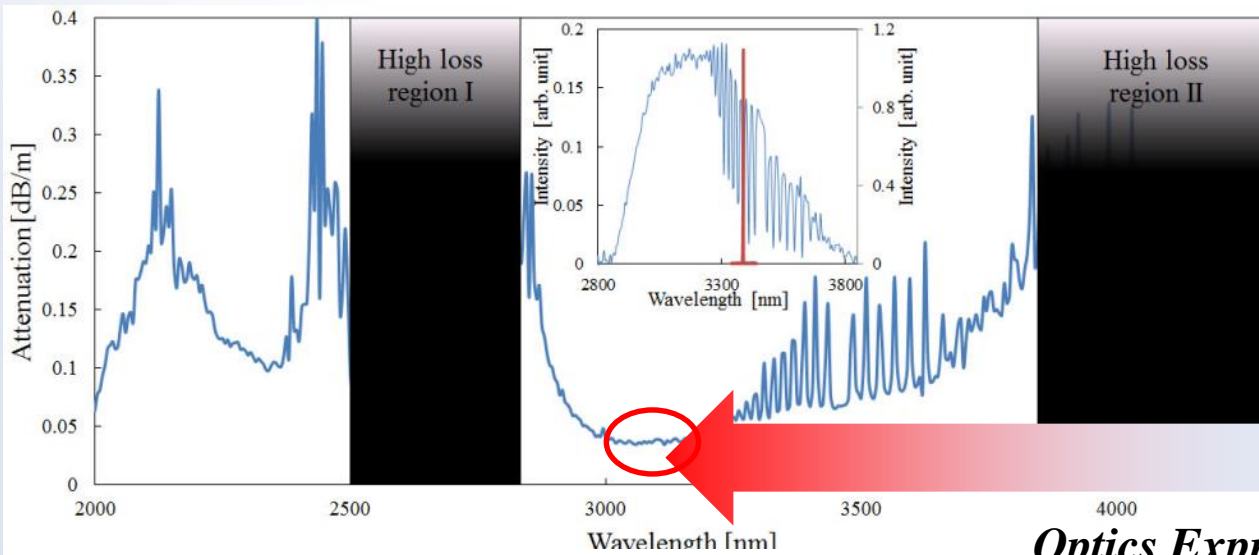 0.4
0.35
0.3
0.25
0.2
0.15
0.1
0.05
0
Attenuation [dB/m]
High loss
region I
0.2
0.15
0.1
0.05
0
Intensity [arb. unit]
1.2
0.8
0.4
0
Intensity [arb. unit]
2800
3300
3800
Wavelength [nm]
High loss
region II
2000
2500
3000
3500
4000
Wavelength [nm]
Optics